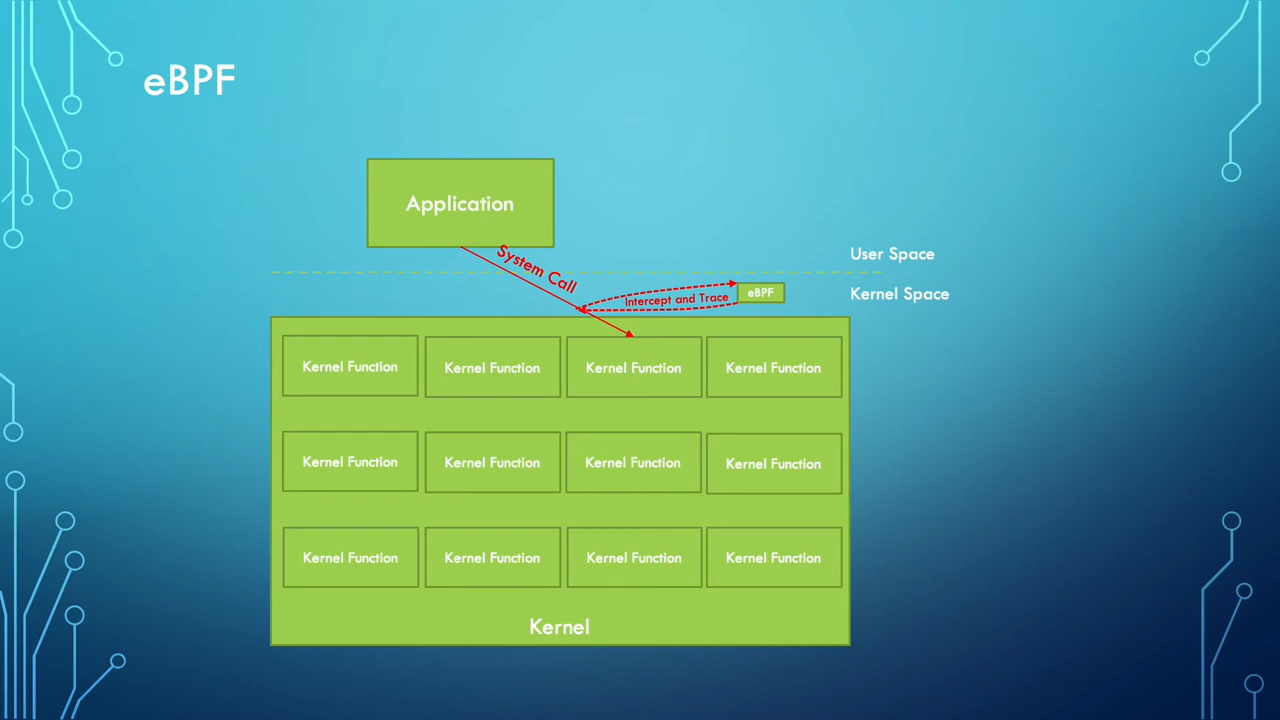 eBPF
Application
System Call
User Space
Intercept and Trace
eBPF
Kernel Space
Kernel Function
Kernel Function
Kernel Function
Kernel Function
Kernel Function
Kernel Function
Kernel Function
Kernel Function
Kernel Function
Kernel Function
Kernel Function
Kernel Function
Kernel